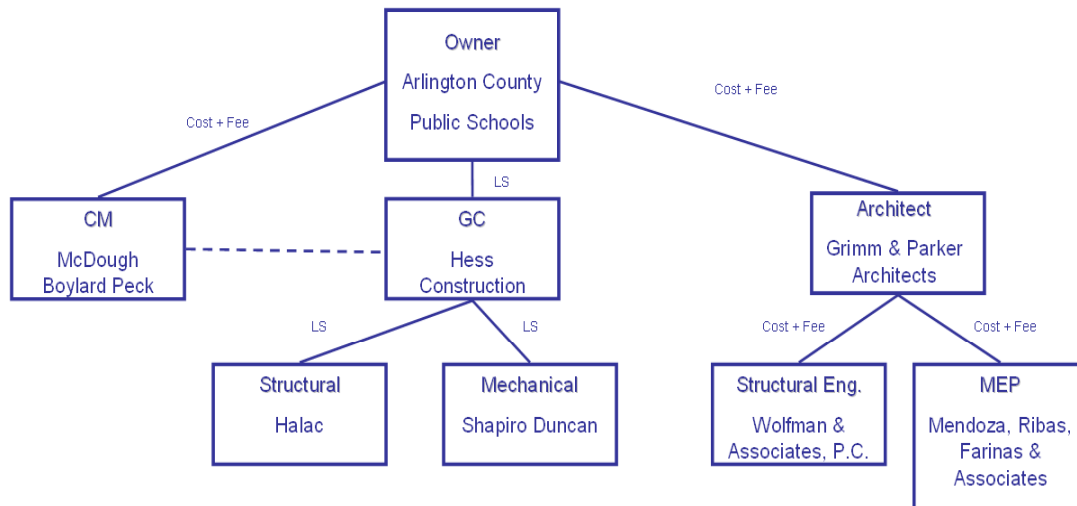 Owner
Arlington County
Public Schools
Cost + Fee
Cost + Fee
LS
CM
McDough
Boylard Peck
GC
Hess
Construction
Architect
Grimm & Parker
Architects
LS
LS
Cost + Fee
Cost + Fee
Structural
Halac
Mechanical
Shapiro Duncan
Structural Eng.
Wolfman &
Associates, P.C.
MEP
Mendoza, Ribas,
Farinas &
Associates